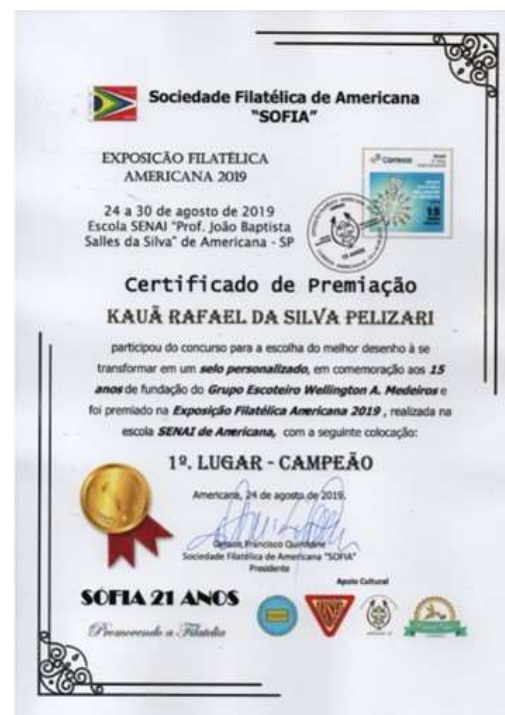 Sociedade Filatélica de Americana
"SOFIA"
EXPOSICÃO FILATÉLICA
AMERICANA 2019
24 a 30 de agosto de 2019
Escola SENAI "Prof. João Baptista
Salles da Silva" de Americana - SP
Correios
Certificado de Premiação
KAUÃ RAFAEL DA SILVA PELIZARI
participou do concurso para a escolha do melhor desenho à se
transformar em um selo personalizado, em comemoração aos 15
anos de fundação do Grupo Escoteiro Wellington A. Medeiros e
foi premiado na Exposição Filatélica Americana 2019 , realizada na
escola SENAI de Americana, com a seguinte colocação:
1º. LUGAR - CAMPEÃO
Americana, 24 de agosto de 2019.
Francisco
Sociedade Filatélica de Americana "SOFIA"
Presidente
Apoio Cultural
SOFIA 21 ANOS
Promovendo a Filatelia